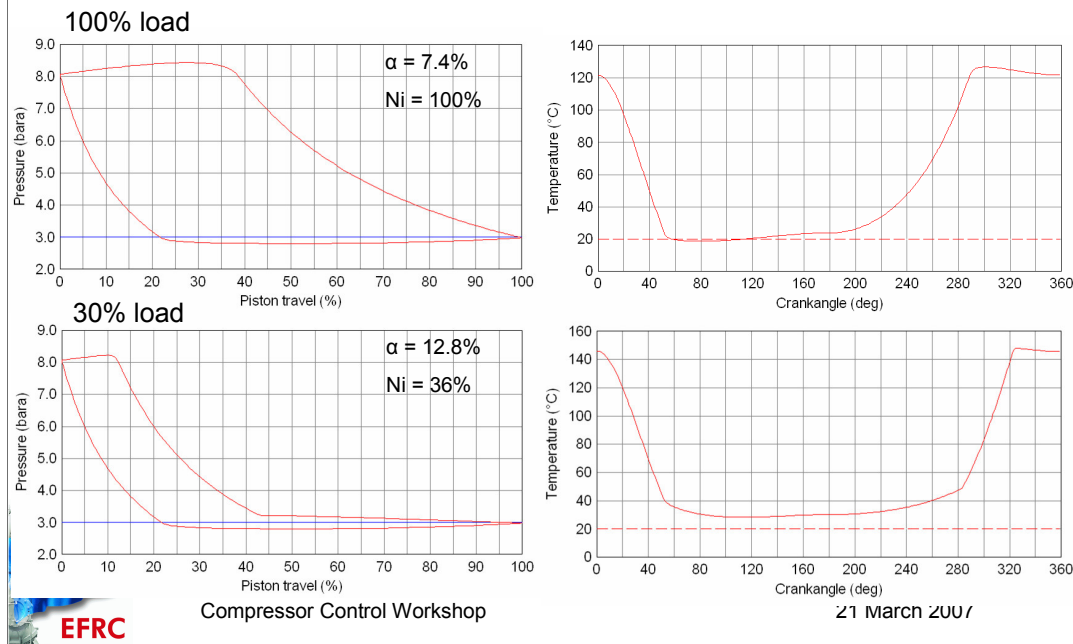 100% load
9.0
8.0
7.0
6.0
5.0
4.0
3.0
2.0
Pressure (bara)
α = 7.4%
Ni = 100%
0 10 20 30 40 50 60 70 80 90 100
Piston travel (%)
140
120
100
80
60
40
20
0
Temperature (°C)
0 40 80 120 160 200 240 280 320 360
Crankangle (deg)
30% load
9.0
8.0
7.0
6.0
5.0
4.0
3.0
2.0
Pressure (bara)
α = 12.8%
Ni = 36%
0 10 20 30 40 50 60 70 80 90 100
Piston travel (%)
160
140
120
100
80
60
40
20
0
Temperature (°C)
0 40 80 120 160 200 240 280 320 360
Crankangle (deg)
EFRC
Compressor Control Workshop
21 March 2007